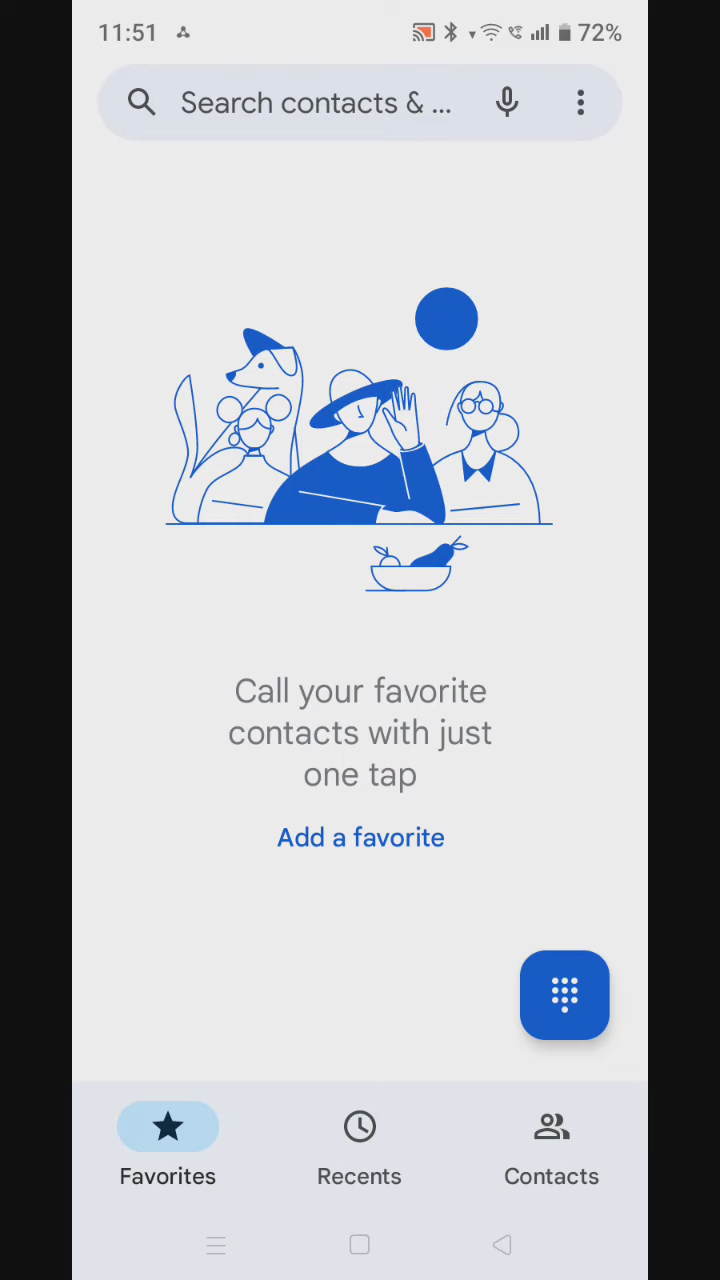 11:51 72%
Search contacts & ...
Call your favorite
contacts with just
one tap
Add a favorite
Favorites Recents Contacts